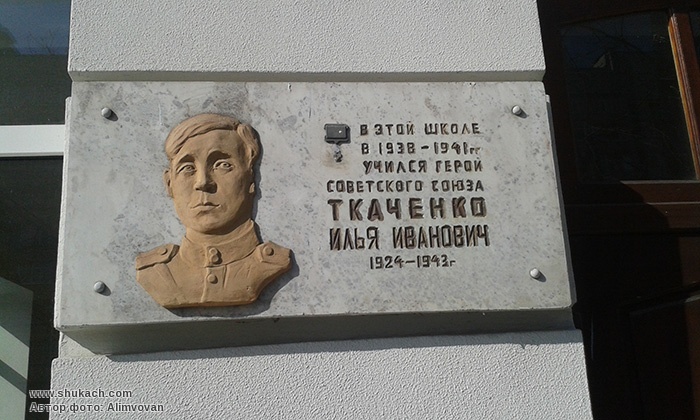 В ЭТОЙ ШКОЛЕ
В 1938 – 1941гг
УЧИЛСЯ ГЕРОЙ
СОВЕТСКОГО СОЮЗА
ТКАЧЕНКО
ИЛЬЯ ИВАНОВИЧ
1924–1943г
www.shukach.com
Автор фото: Alimvovan